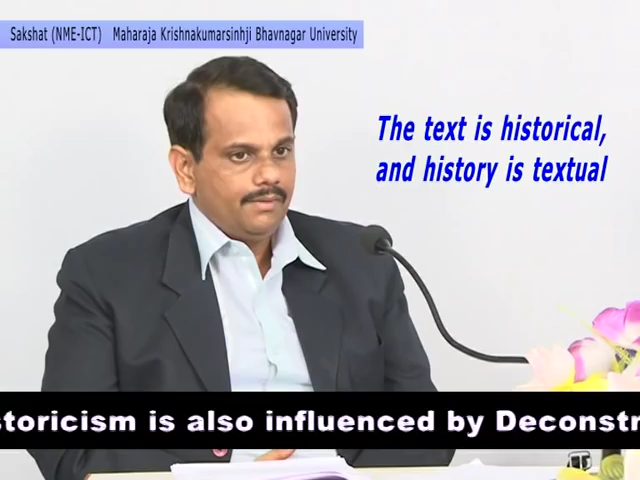 Sakshat (NME-ICT) Maharaja Krishnakumarsinhji Bhavnagar University
The text is historical,
and history is textual
storicism is also influenced by Deconstr